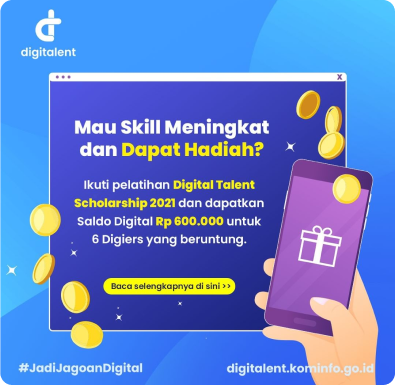 digitalent
x
Mau Skill Meningkat
dan Dapat Hadiah?
Ikuti pelatihan Digital Talent
Scholarship 2021 dan dapatkan
Saldo Digital Rp 600.000 untuk
6 Digiers yang beruntung.
Baca selengkapnya di sini >>
#JadiJagoanDigital
digitalent.kominfo.go.id